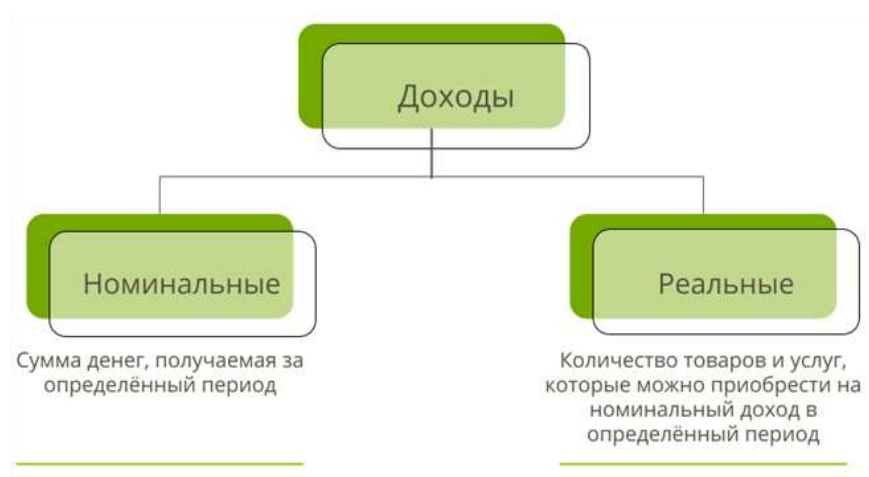 Доходы
Номинальные
Реальные
Сумма денег, получаемая за
определённый период
Количество товаров и услуг,
которые можно приобрести на
номинальный доход в
определённый период